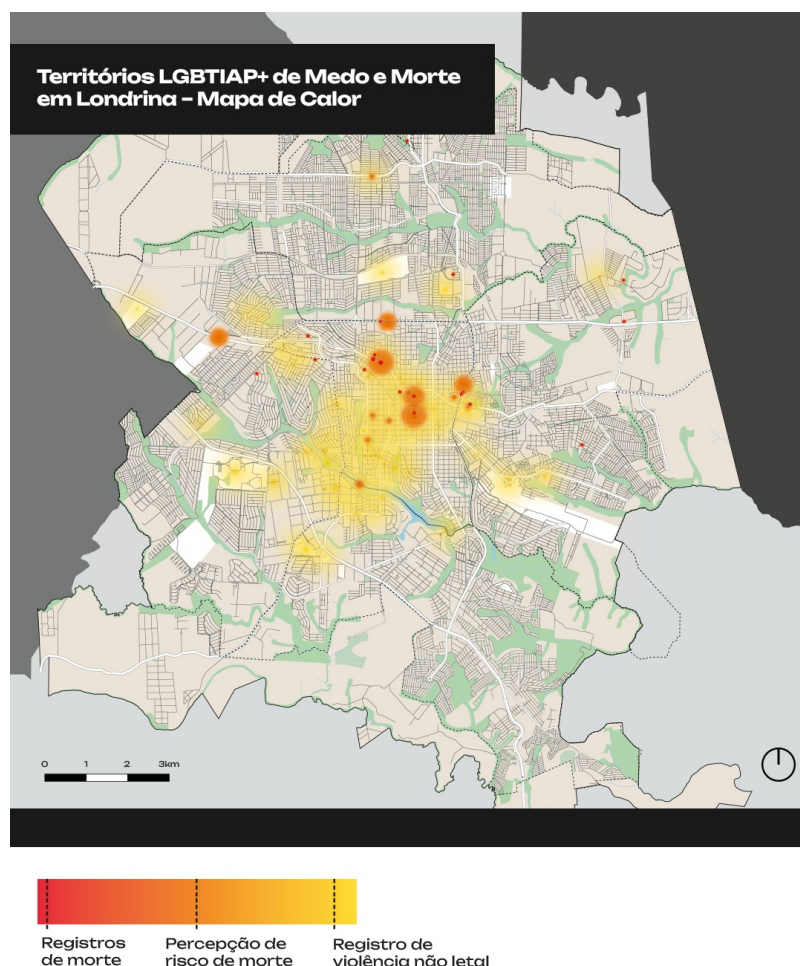 Territórios LGBTIAP+ de Medo e Morte
em Londrina – Mapa de Calor
0 1 2 3km
Registros Percepção de Registro de
de morte risco de morte violência não letal